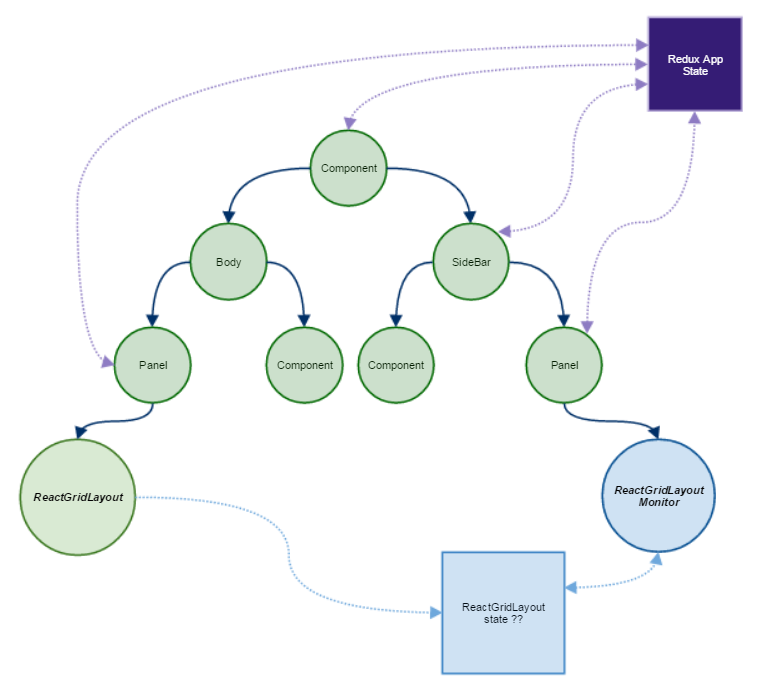 Redux App
State
Component
Body
SideBar
Panel
Component
Component
Panel
ReactGridLayout
ReactGridLayout
Monitor
ReactGridLayout
state ??